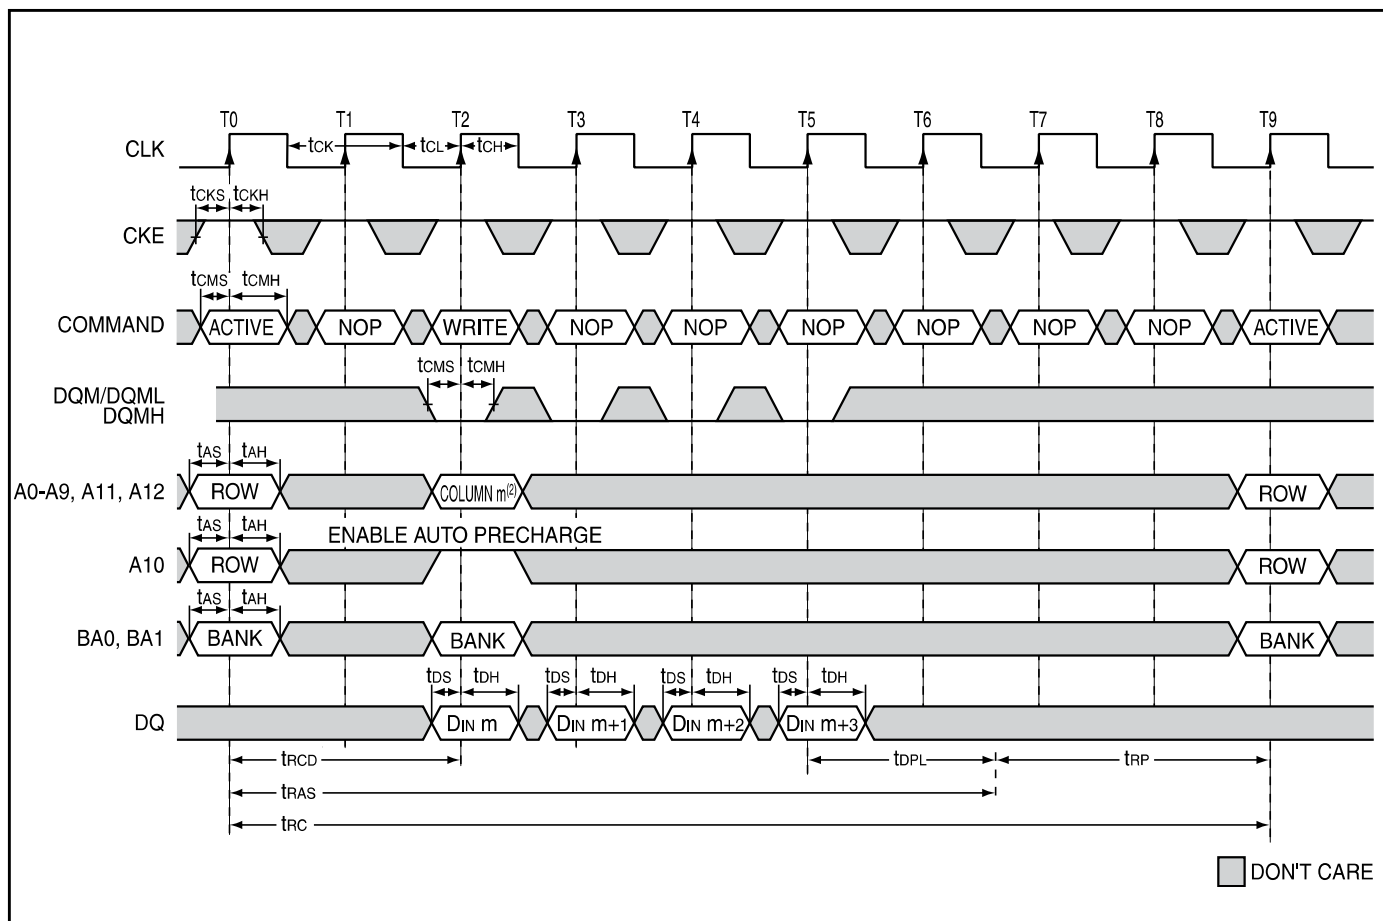 T0 T1 T2 T3 T4 T5 T6 T7 T8 T9
CLK tCK tCL tCH
tCKS tCKH
CKE
tCMS tCMH
COMMAND ACTIVE NOP WRITE NOP NOP NOP NOP NOP NOP ACTIVE
tCMS tCMH
DQM/DQML
DQMH
tAS tAH
A0-A9, A11, A12 ROW COLUMN m(2) ROW
tAS tAH ENABLE AUTO PRECHARGE
A10 ROW ROW
tAS tAH
BA0, BA1 BANK BANK BANK
tDS tDH tDS tDH tDS tDH tDS tDH
DQ DIN m DIN m+1 DIN m+2 DIN m+3
tRCD tDPL tRP
tRAS
tRC
DON'T CARE